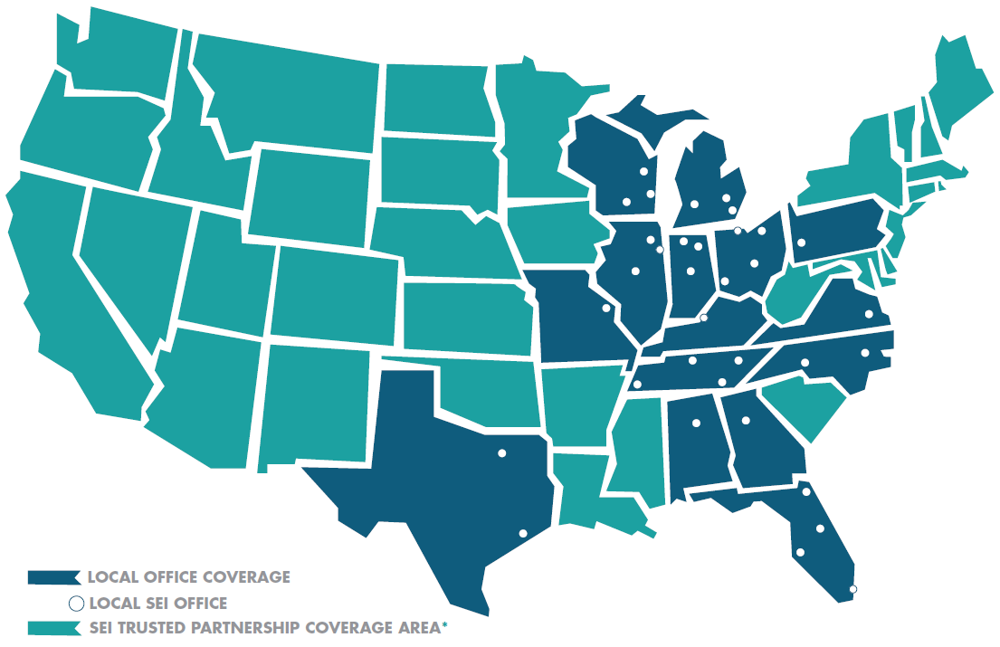 LOCAL OFFICE COVERAGE
LOCAL SEI OFFICE
SEI TRUSTED PARTNERSHIP COVERAGE AREA*